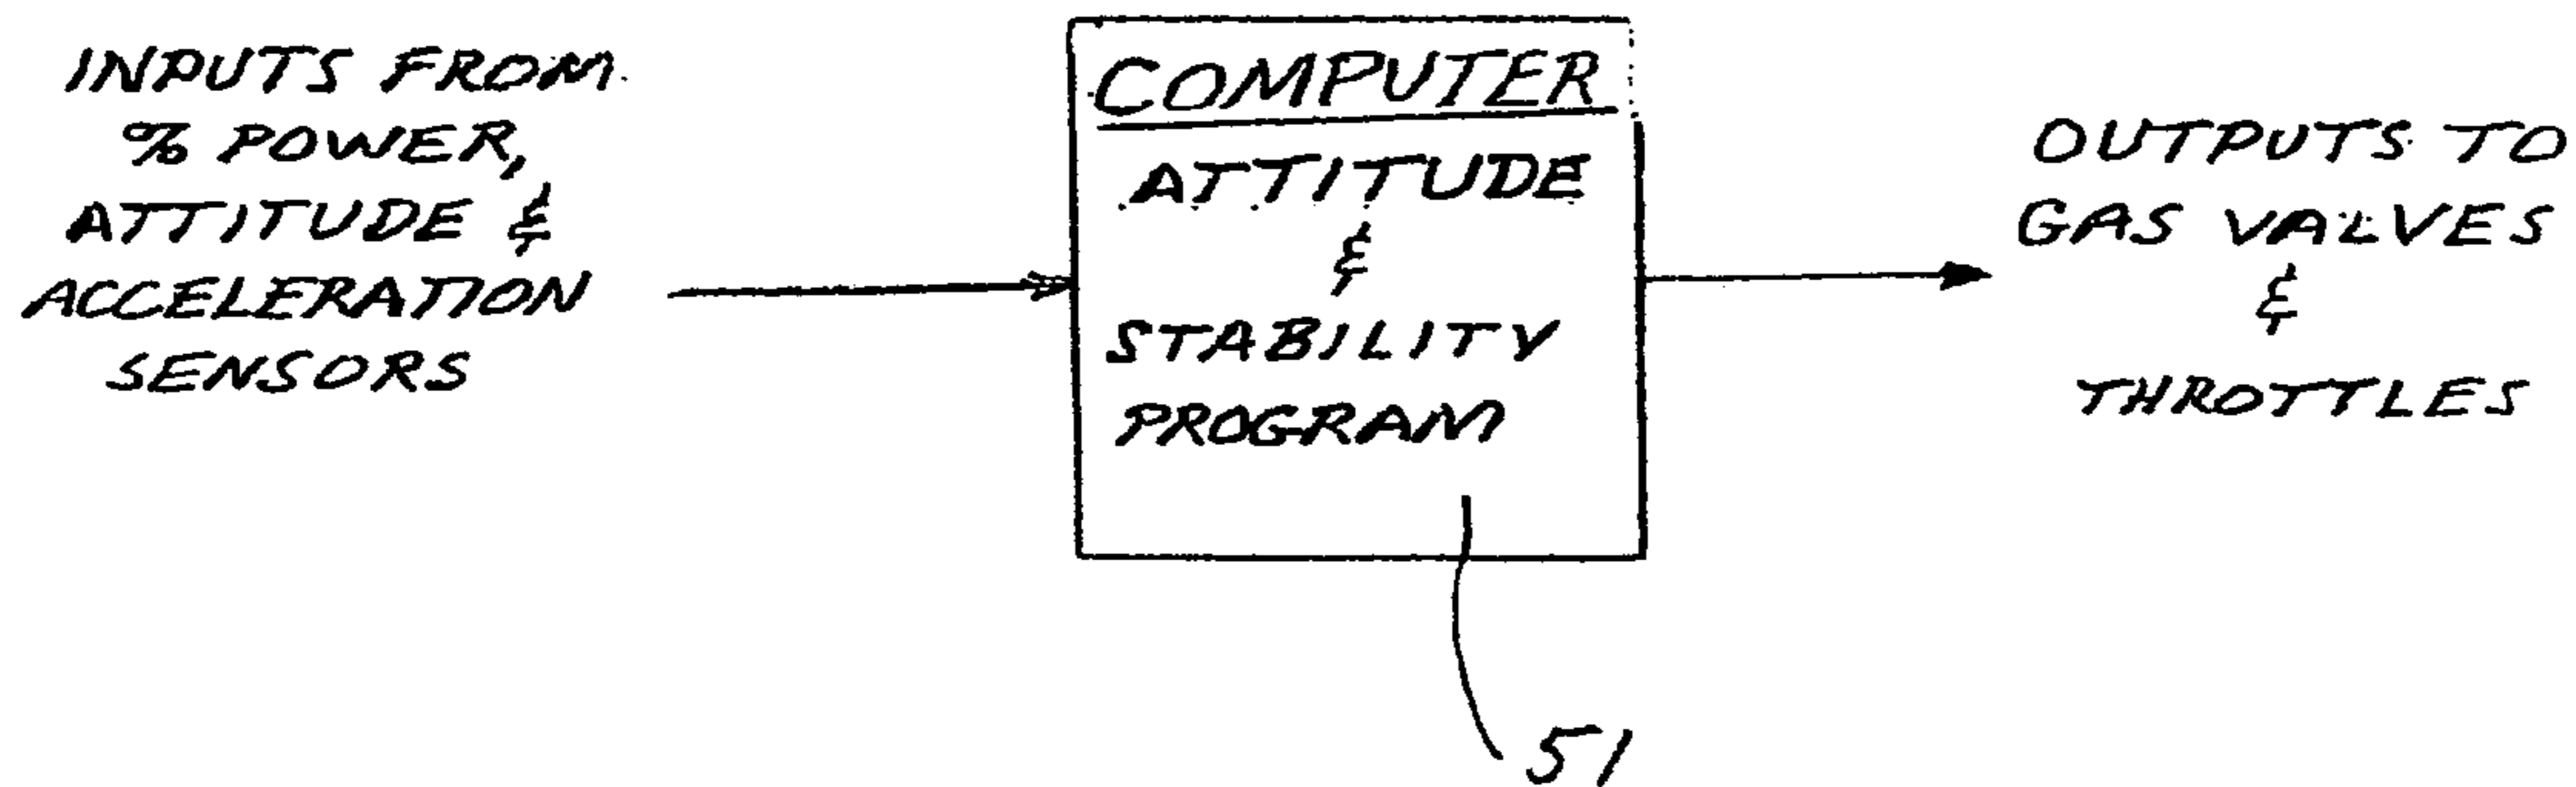 INPUTS FROM
% POWER,
ATTITUDE &
ACCELERATION
SENSORS
COMPUTER
ATTITUDE
&
STABILITY
PROGRAM
OUTPUTS TO
GAS VALVES
&
THROTTLES
51